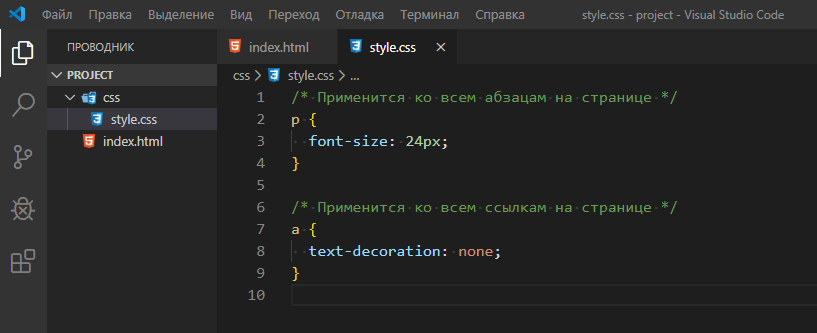 Файл Правка Выделение Вид Переход Отладка Терминал Справка style.css - project - Visual Studio Code
ПРОВОДНИК
PROJECT
css
style.css
index.html
index.html style.css
css > style.css > ...
1 /* Применится ко всем абзацам на странице */
2 p {
3 font-size: 24px;
4 }
5
6 /* Применится ко всем ссылкам на странице */
7 a {
8 text-decoration: none;
9 }
10